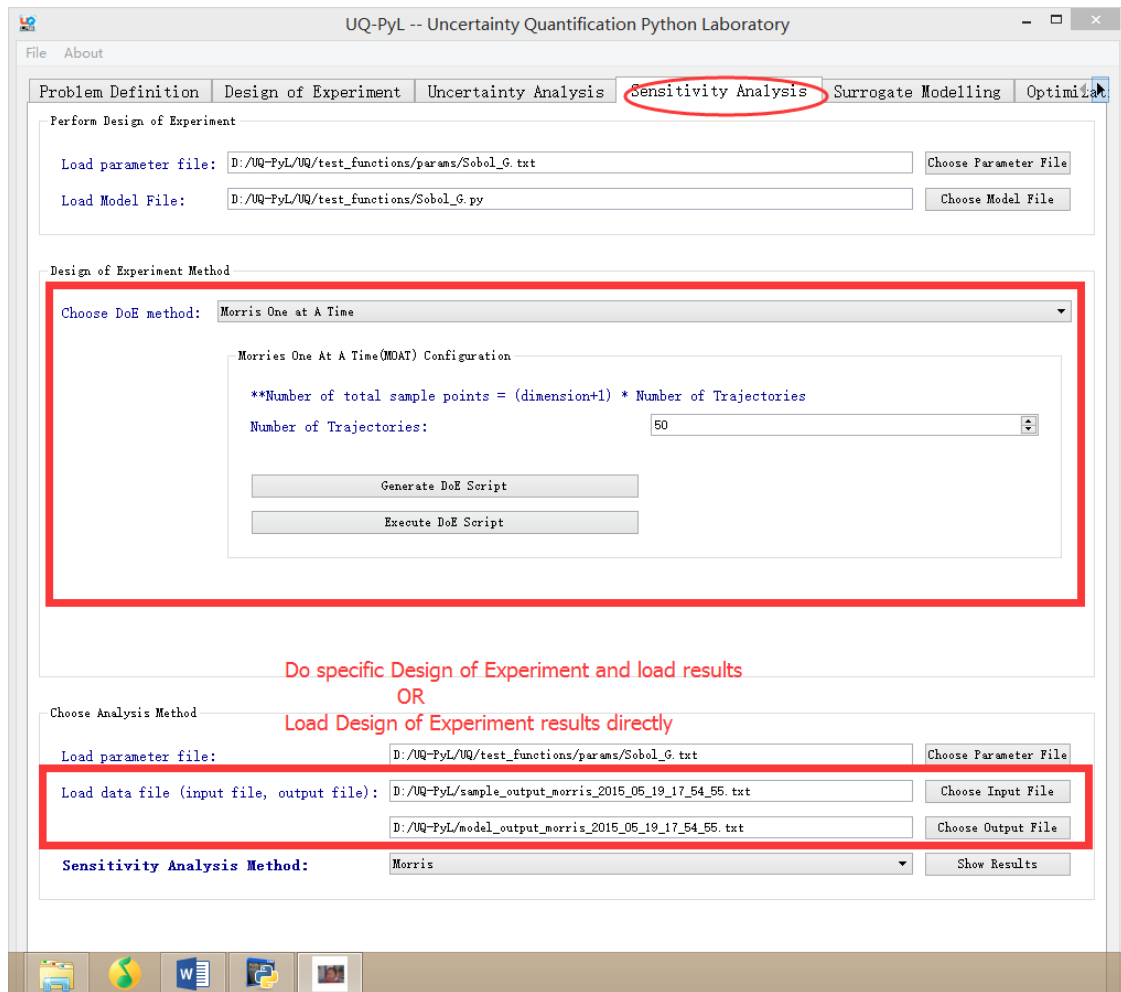 UQ-PyL -- Uncertainty Quantification Python Laboratory
File About
Problem Definition Design of Experiment Uncertainty Analysis Sensitivity Analysis Surrogate Modelling
Perform Design of Experiment
Load parameter file: D:/UQ-PyL/UQ/test_functions/params/Sobol_G.txt Choose Parameter File
Load Model File: D:/UQ-PyL/UQ/test_functions/Sobol_G.py Choose Model File
Design of Experiment Method
Choose DoE method: Morris One at A Time
Morries One At A Time(MOAT) Configuration
**Number of total sample points = (dimension+1) * Number of Trajectories
Number of Trajectories: 50
Generate DoE Script
Execute DoE Script
Do specific Design of Experiment and load results
OR
Load Design of Experiment results directly
Choose Analysis Method
Load parameter file: D:/UQ-PyL/UQ/test_functions/params/Sobol_G.txt Choose Parameter File
Load data file (input file, output file): D:/UQ-PyL/sample_output_morris_2015_05_19_17_54_55.txt Choose Input File
D:/UQ-PyL/model_output_morris_2015_05_19_17_54_55.txt Choose Output File
Sensitivity Analysis Method: Morris Show Results
W